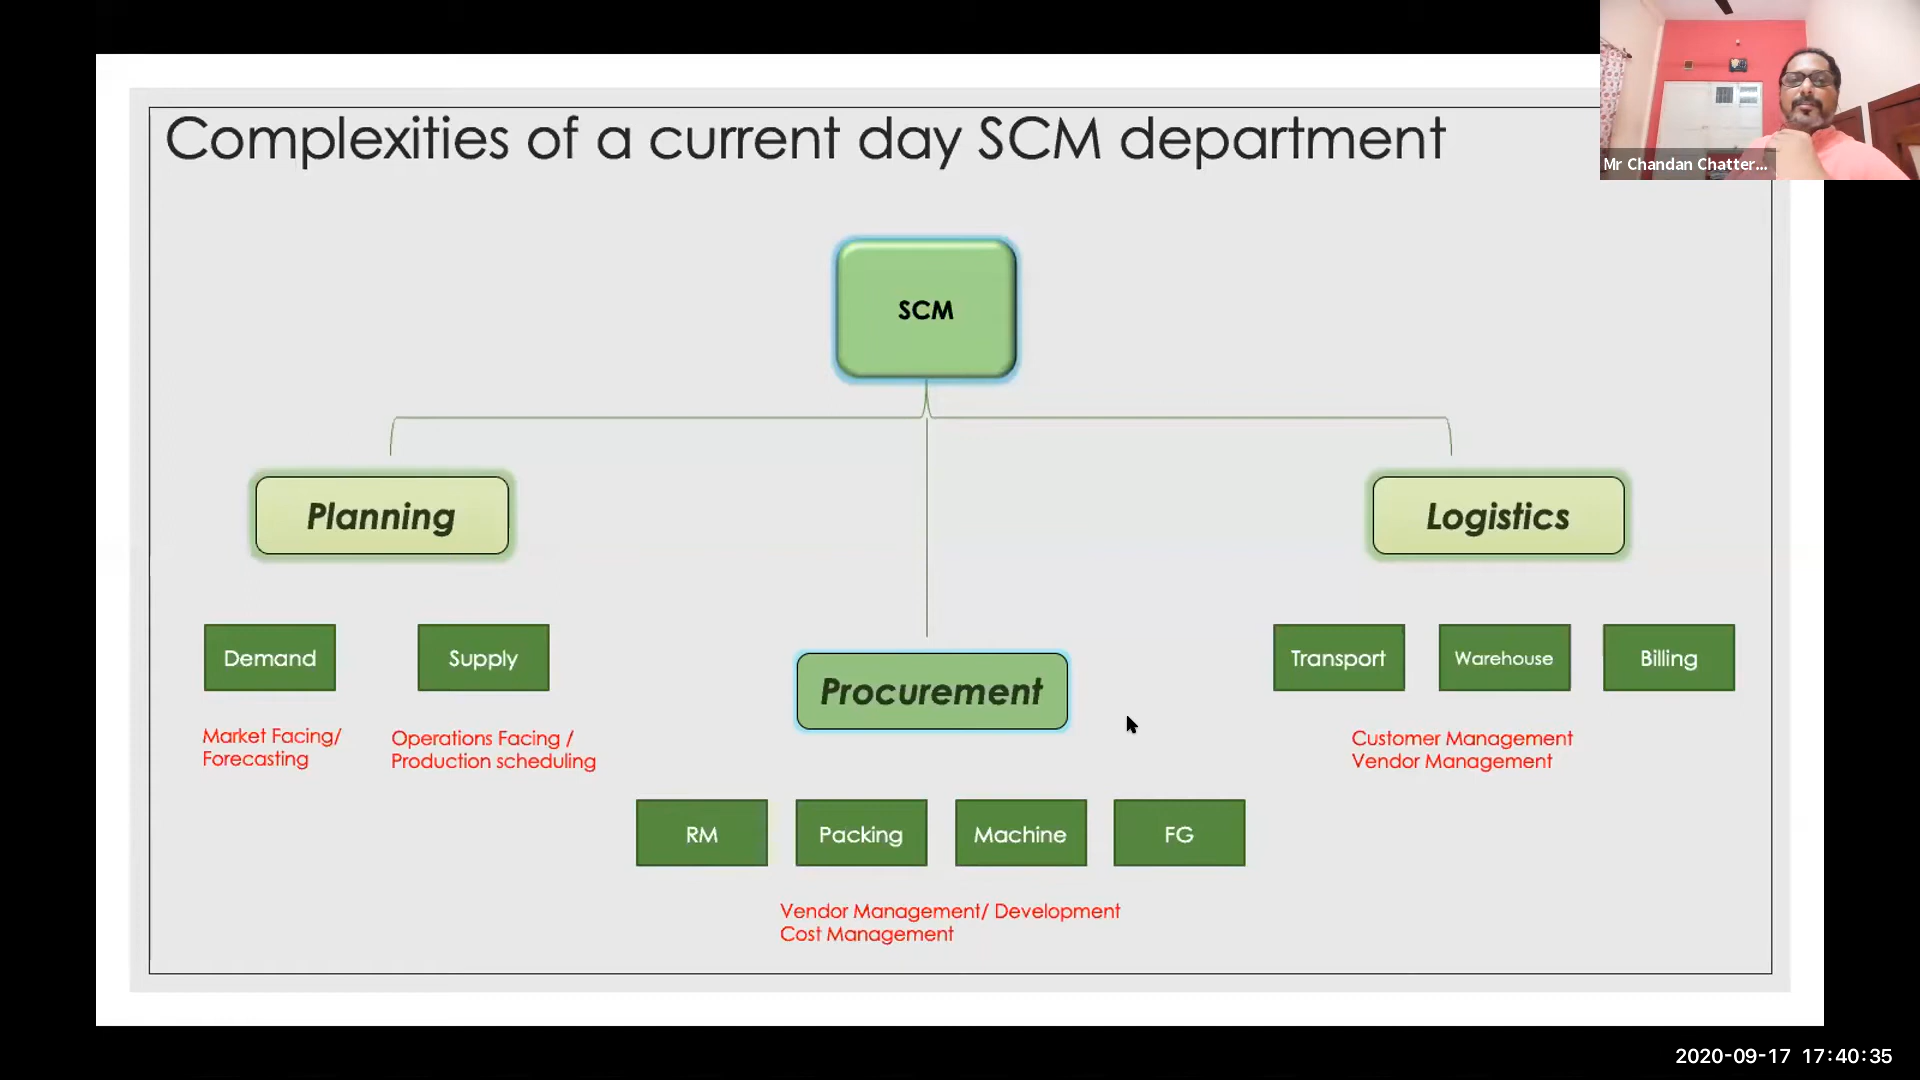 Complexities of a current day SCM department
Mr Chandan Chatter...
SCM
Planning
Logistics
Demand
Supply
Transport
Warehouse
Billing
Procurement
Market Facing/
Forecasting
Operations Facing /
Production scheduling
Customer Management
Vendor Management
RM
Packing
Machine
FG
Vendor Management/ Development
Cost Management
2020-09-17 17:40:35